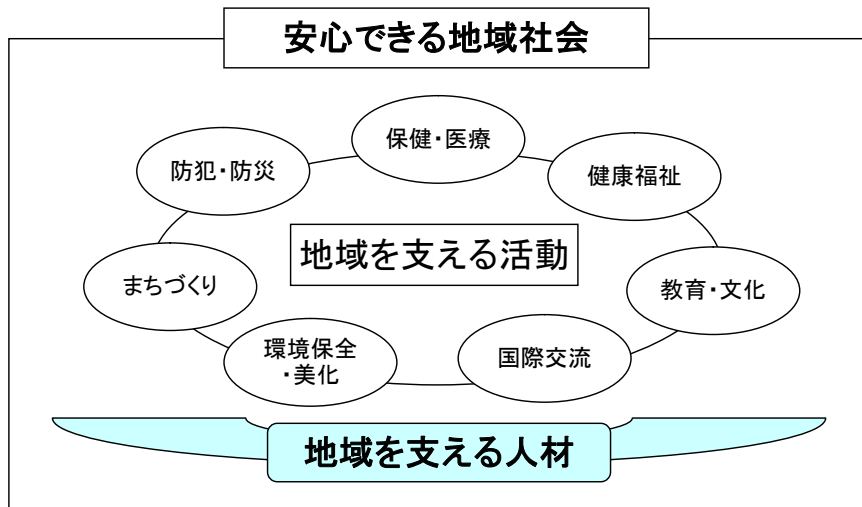 安心できる地域社会
保健・医療
防犯・防災
健康福祉
地域を支える活動
まちづくり
教育・文化
環境保全
・美化
国際交流
地域を支える人材